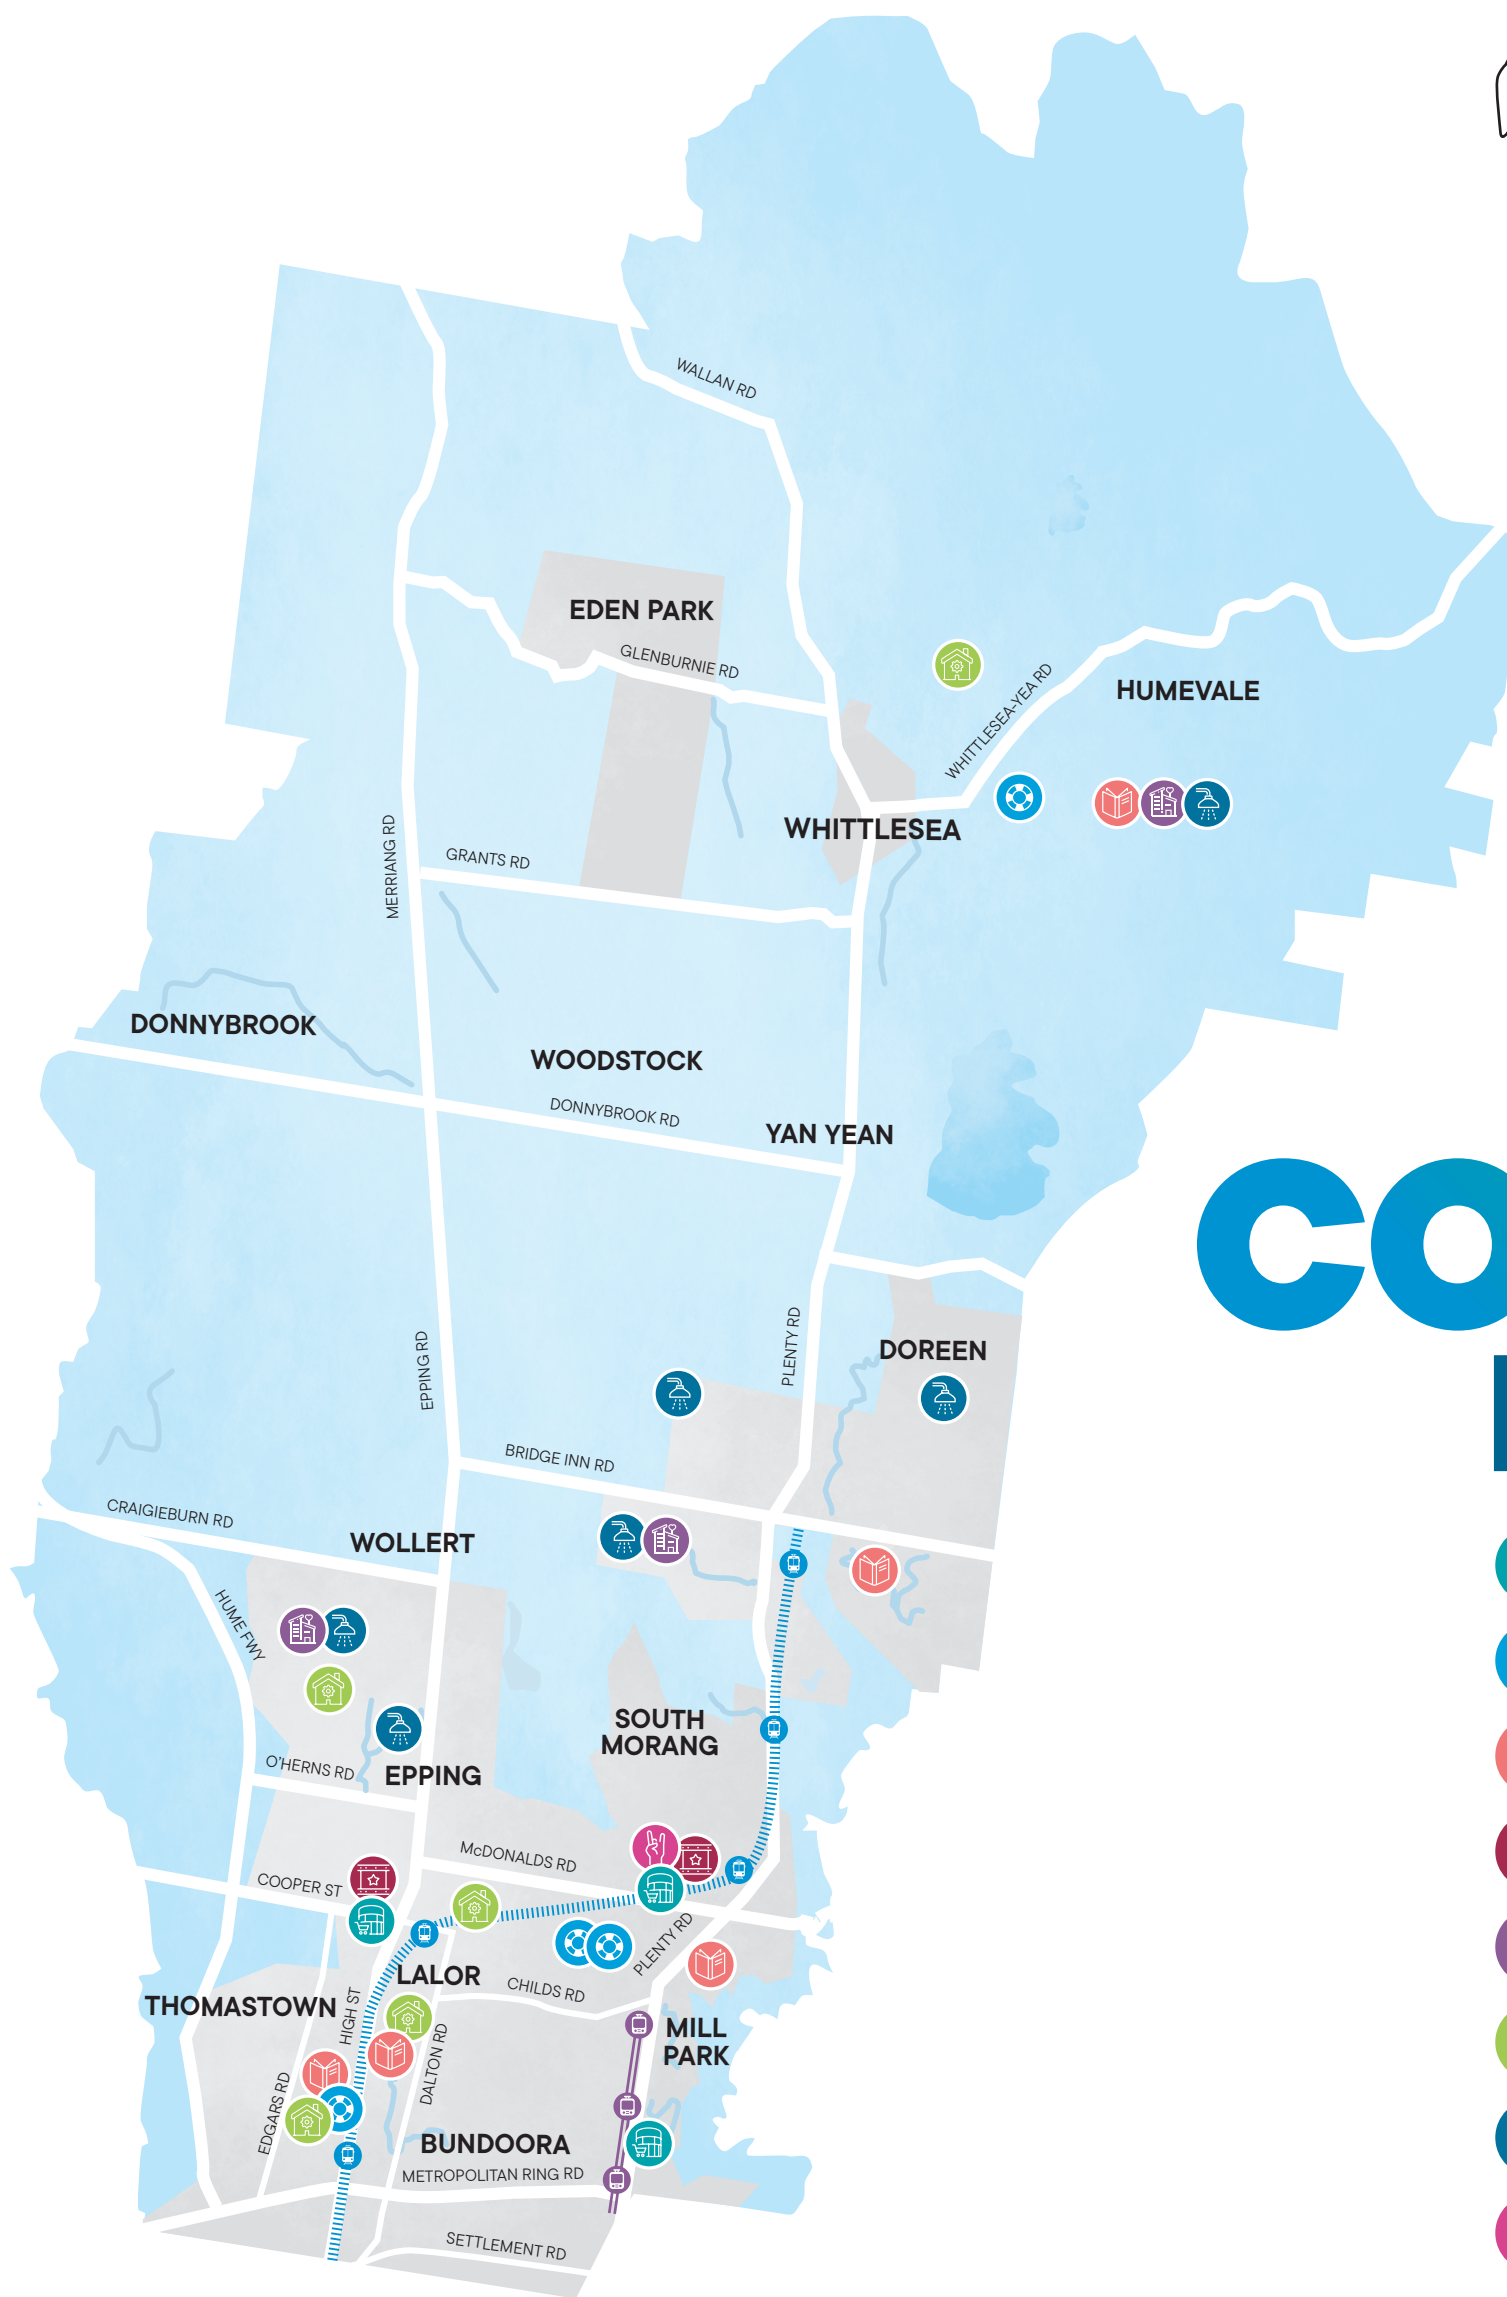 WALLAN RD
EDEN PARK
GLENBURNIE RD
WHITTLESEA-YEA RD
HUMEVALE
WHITTLESEA
MERRIANG RD
GRANTS RD
DONNYBROOK
WOODSTOCK
DONNYBROOK RD
YAN YEAN
CO
PLENTY RD
DOREEN
EPPING RD
BRIDGE INN RD
CRAIGIEBURN RD
WOLLERT
HUME FWY
SOUTH
MORANG
O'HERNS RD
EPPING
McDONALDS RD
COOPER ST
PLENTY RD
LALOR
CHILDS RD
THOMASTOWN
HIGH ST
MILL
PARK
DALTON RD
EDGARS RD
BUNDOORA
METROPOLITAN RING RD
SETTLEMENT RD